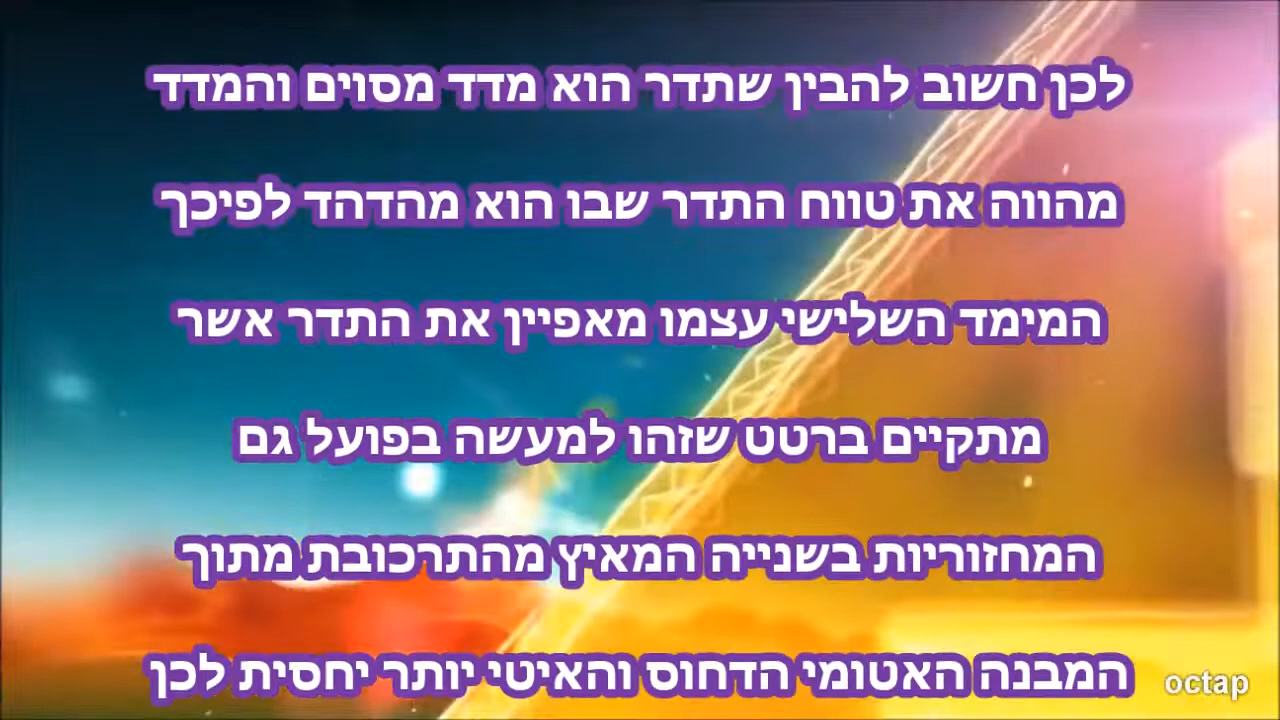 לכן חשוב להבין שתדר הוא מדד מסוים והמדד
מהווה את טווח התדר שבו הוא מהדהד לפיכך
המימד השלישי עצמו מאפיין את התדר אשר
מתקיים ברטט שזהו למעשה בפועל גם
המחזוריות בשנייה המאיץ מהתרכובת מתוך
המבנה האטומי הדחוס והאיטי יותר יחסית לכן
octap